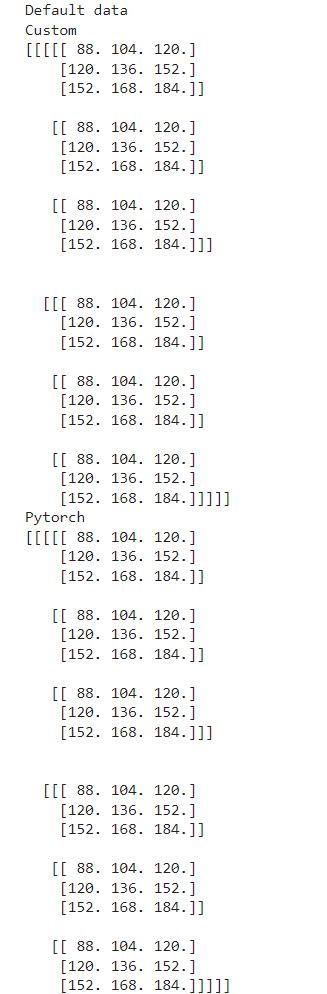 Default data
Custom
[[[[[ 88. 104. 120.]
[120. 136. 152.]
[152. 168. 184.]]
[[ 88. 104. 120.]
[120. 136. 152.]
[152. 168. 184.]]
[[ 88. 104. 120.]
[120. 136. 152.]
[152. 168. 184.]]]
[[[ 88. 104. 120.]
[120. 136. 152.]
[152. 168. 184.]]
[[ 88. 104. 120.]
[120. 136. 152.]
[152. 168. 184.]]
[[ 88. 104. 120.]
[120. 136. 152.]
[152. 168. 184.]]]]]
Pytorch
[[[[[ 88. 104. 120.]
[120. 136. 152.]
[152. 168. 184.]]
[[ 88. 104. 120.]
[120. 136. 152.]
[152. 168. 184.]]
[[ 88. 104. 120.]
[120. 136. 152.]
[152. 168. 184.]]]
[[[ 88. 104. 120.]
[120. 136. 152.]
[152. 168. 184.]]
[[ 88. 104. 120.]
[120. 136. 152.]
[152. 168. 184.]]
[[ 88. 104. 120.]
[120. 136. 152.]
[152. 168. 184.]]]]]